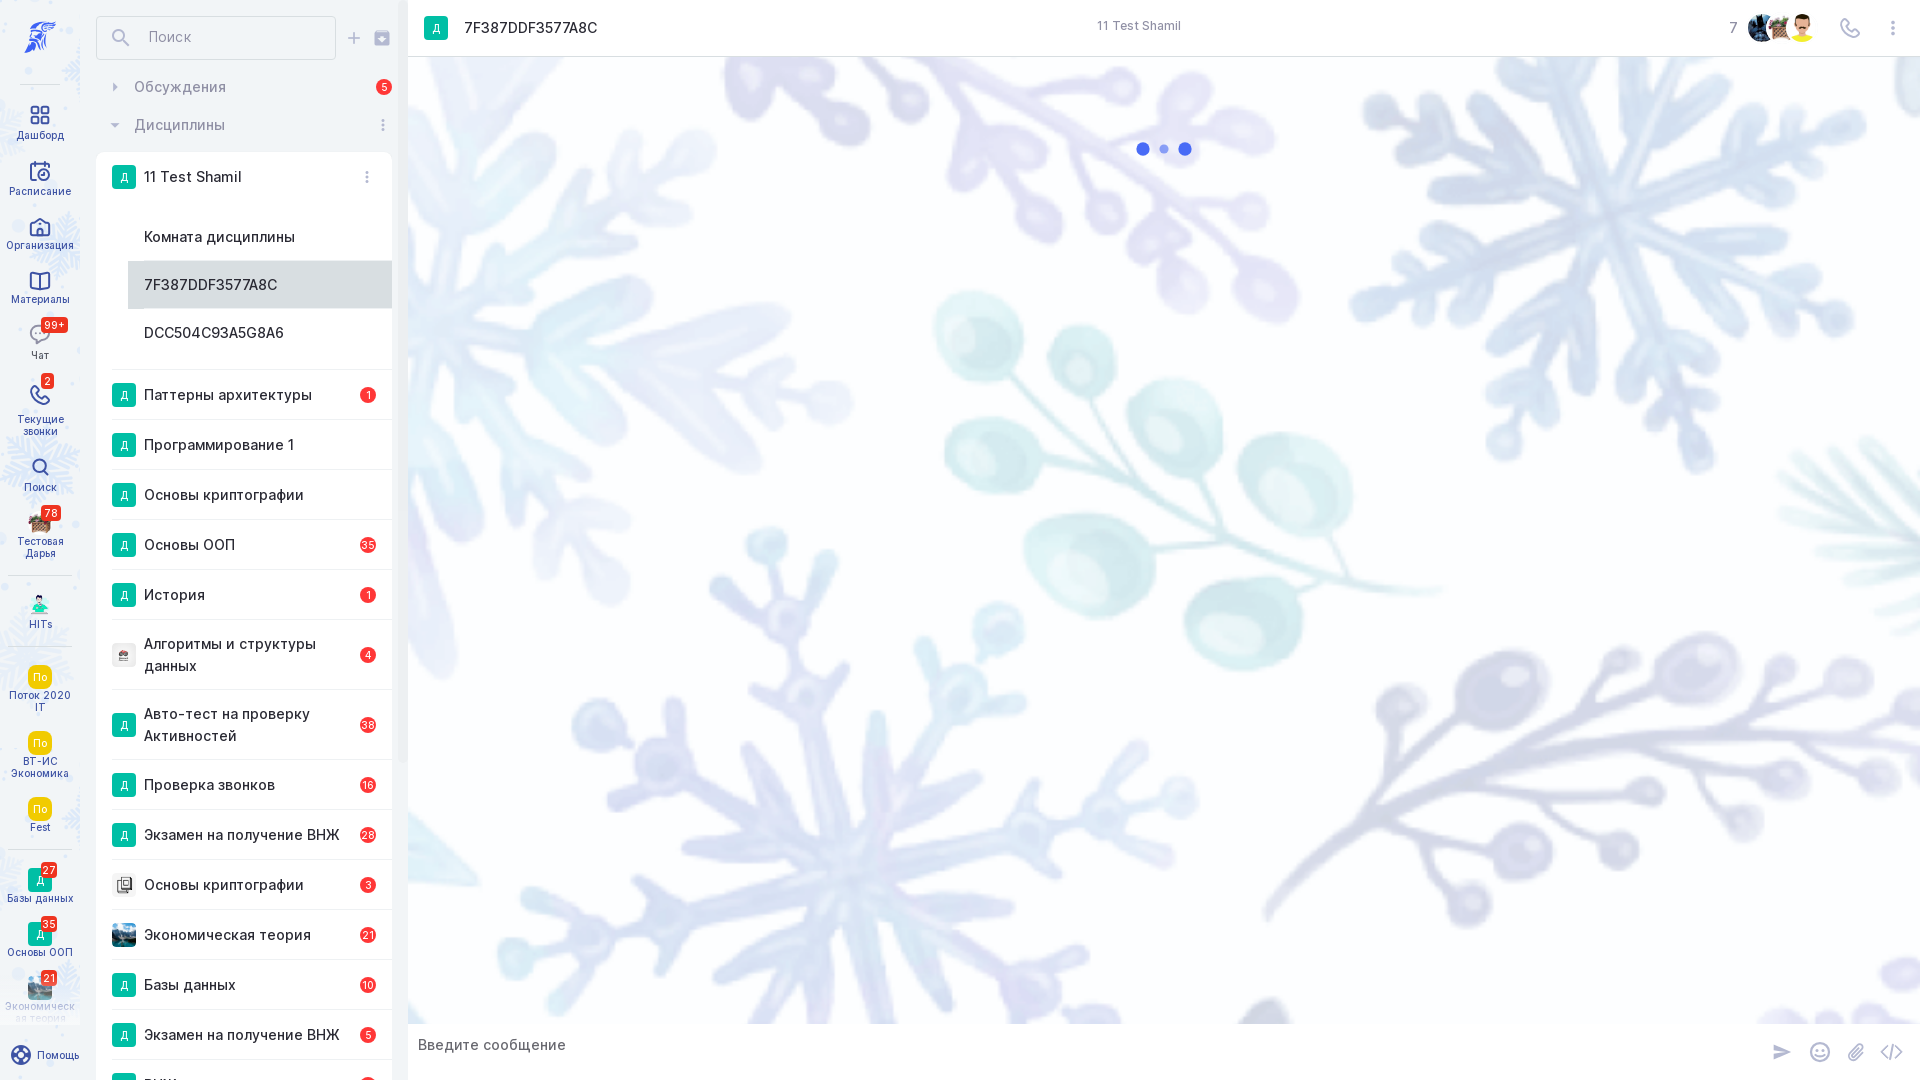 Дашборд
Расписание
Организация
Материалы
99+
Чат
2
Текущие
звонки
Поиск
78
Тестовая
Дарья
HITs
По
Поток 2020
IT
По
ВТ-ИС
Экономика
По
Fest
27
Д
Базы данных
35
Д
Основы ООП
21
Экономическ
ая теория
Помощь
Поиск
Обсуждения
5
Дисциплины
Д
11 Test Shamil
Комната дисциплины
7F387DDF3577A8C
DCC504C93A5G8A6
Д
Паттерны архитектуры
1
Д
Программирование 1
Д
Основы криптографии
Д
Основы ООП
35
Д
История
1
Алгоритмы и структуры
данных
4
Д
Авто-тест на проверку
Активностей
38
Д
Проверка звонков
16
Д
Экзамен на получение ВНЖ
28
Основы криптографии
3
Экономическая теория
21
Д
Базы данных
10
Д
Экзамен на получение ВНЖ
5
Д
7F387DDF3577A8C
11 Test Shamil
7
Введите сообщение